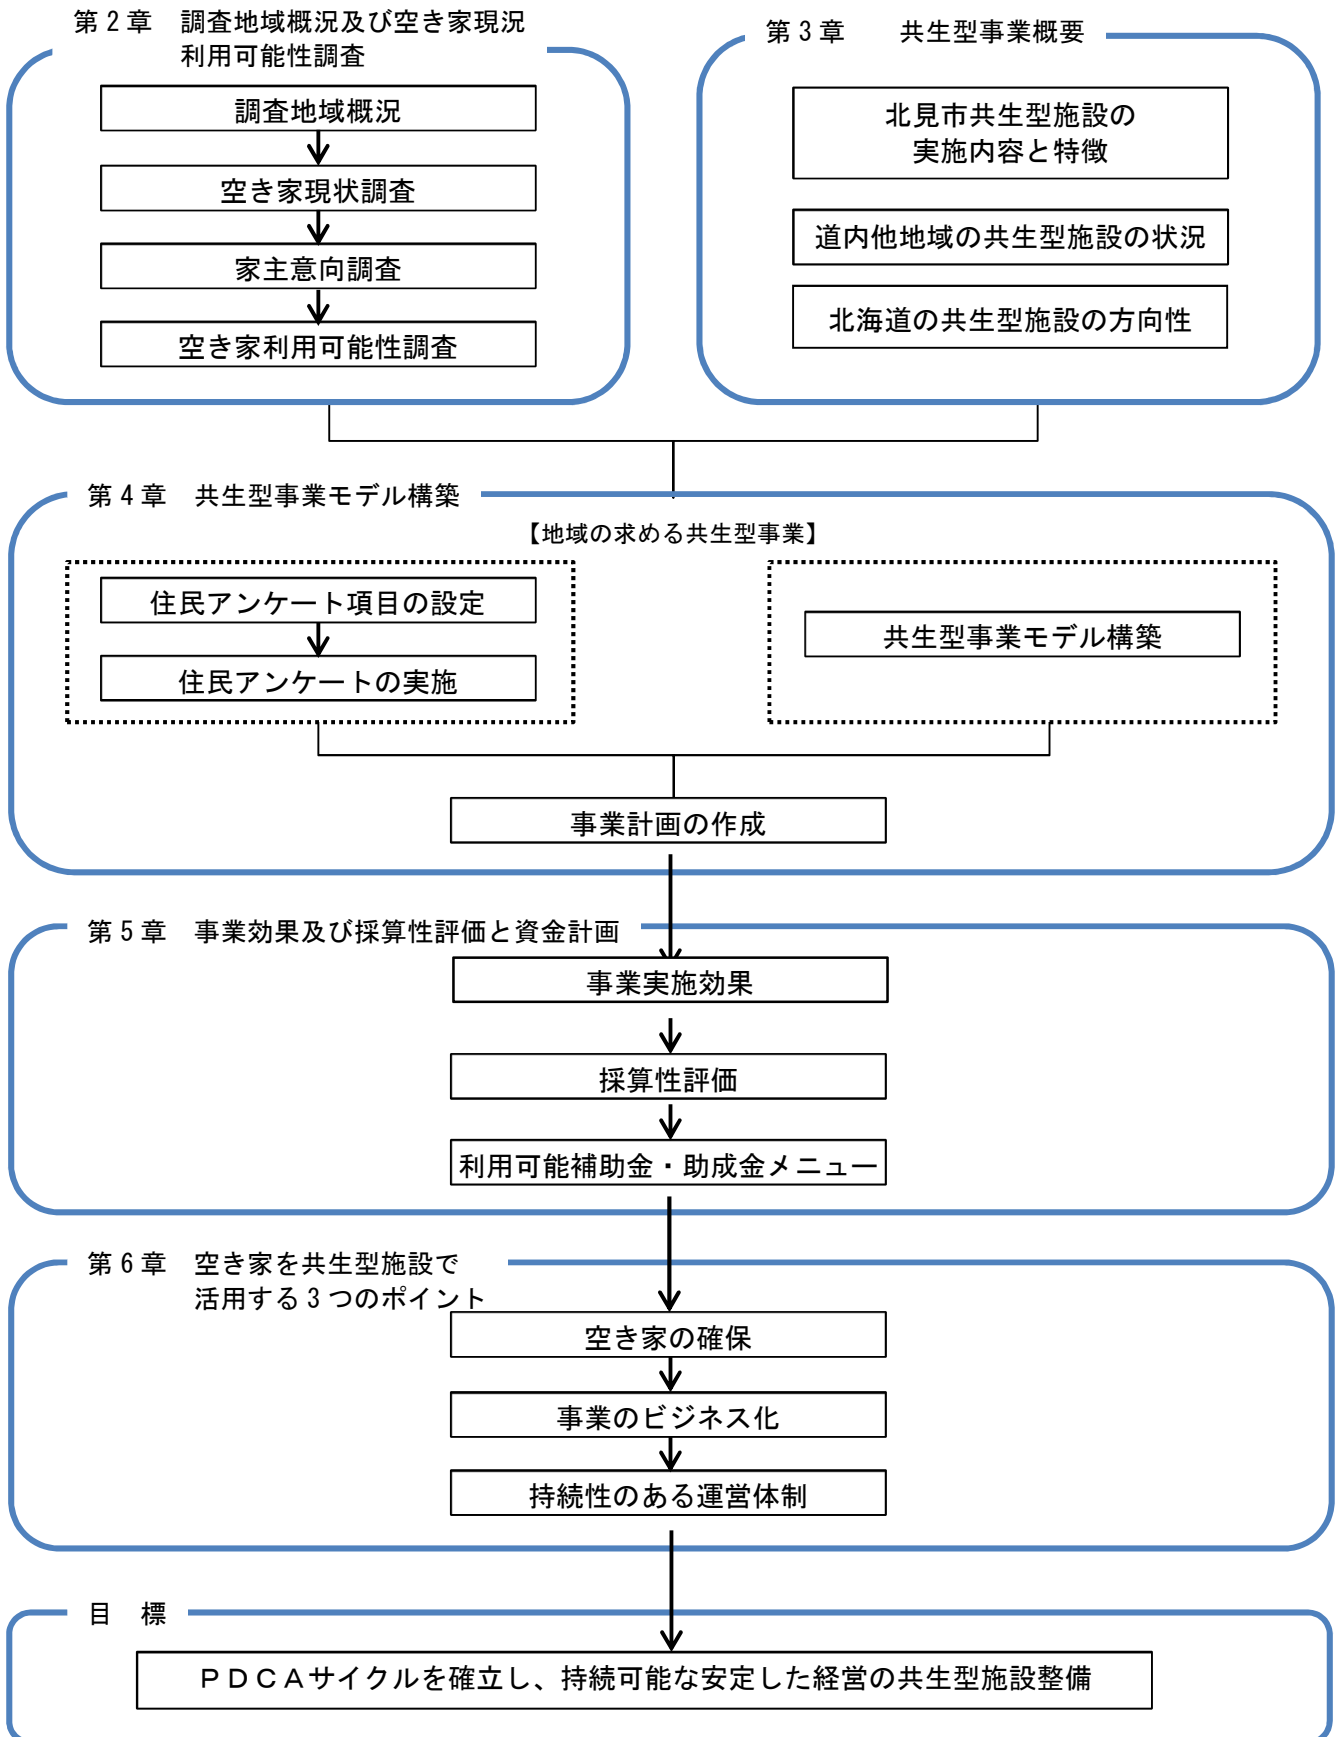 第2章　調査地域概況及び空き家現況
利用可能性調査
調査地域概況
空き家現状調査
家主意向調査
空き家利用可能性調査
第3章　　共生型事業概要
北見市共生型施設の
実施内容と特徴
道内他地域の共生型施設の状況
北海道の共生型施設の方向性
第4章　共生型事業モデル構築
【地域の求める共生型事業】
住民アンケート項目の設定
住民アンケートの実施
共生型事業モデル構築
事業計画の作成
第5章　事業効果及び採算性評価と資金計画
事業実施効果
採算性評価
利用可能補助金・助成金メニュー
第6章　空き家を共生型施設で
活用する3つのポイント
空き家の確保
事業のビジネス化
持続性のある運営体制
目　標
ＰＤＣＡサイクルを確立し、持続可能な安定した経営の共生型施設整備